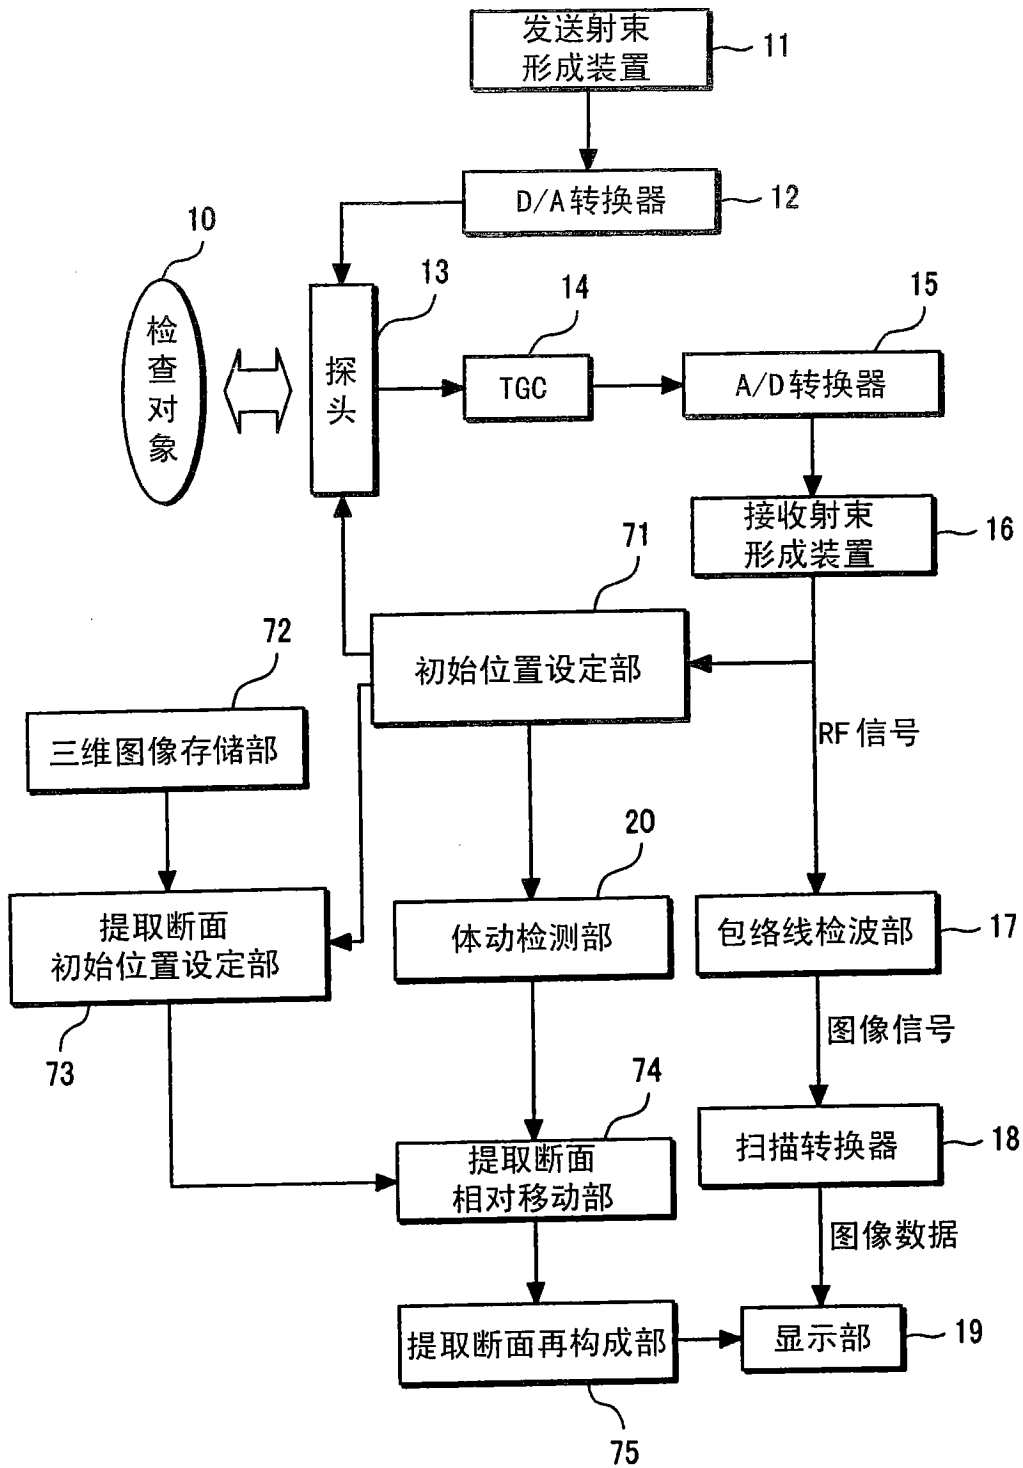 发送射束
形成装置
11
D/A转换器
12
10
检查对象
13
探头
14
TGC
15
A/D转换器
接收射束
形成装置
16
71
初始位置设定部
72
三维图像存储部
RF信号
20
提取断面
初始位置设定部
73
体动检测部
包络线检波部
17
图像信号
74
提取断面
相对移动部
扫描转换器
18
图像数据
提取断面再构成部
75
显示部
19